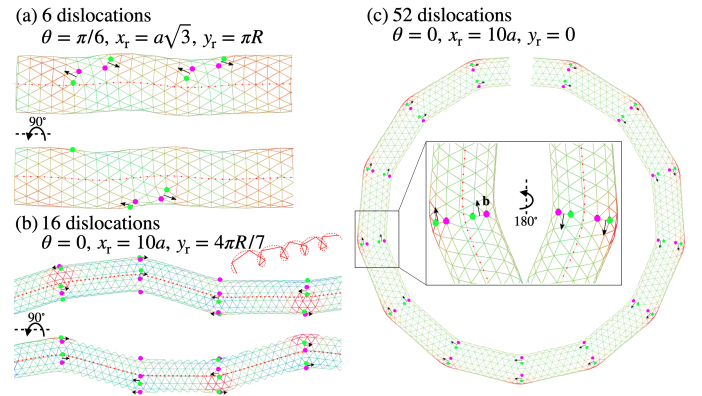 (a) 6 dislocations
θ = π/6, x_r = a√3, y_r = πR
90°
(b) 16 dislocations
θ = 0, x_r = 10a, y_r = 4πR/7
90°
(c) 52 dislocations
θ = 0, x_r = 10a, y_r = 0
b
180°